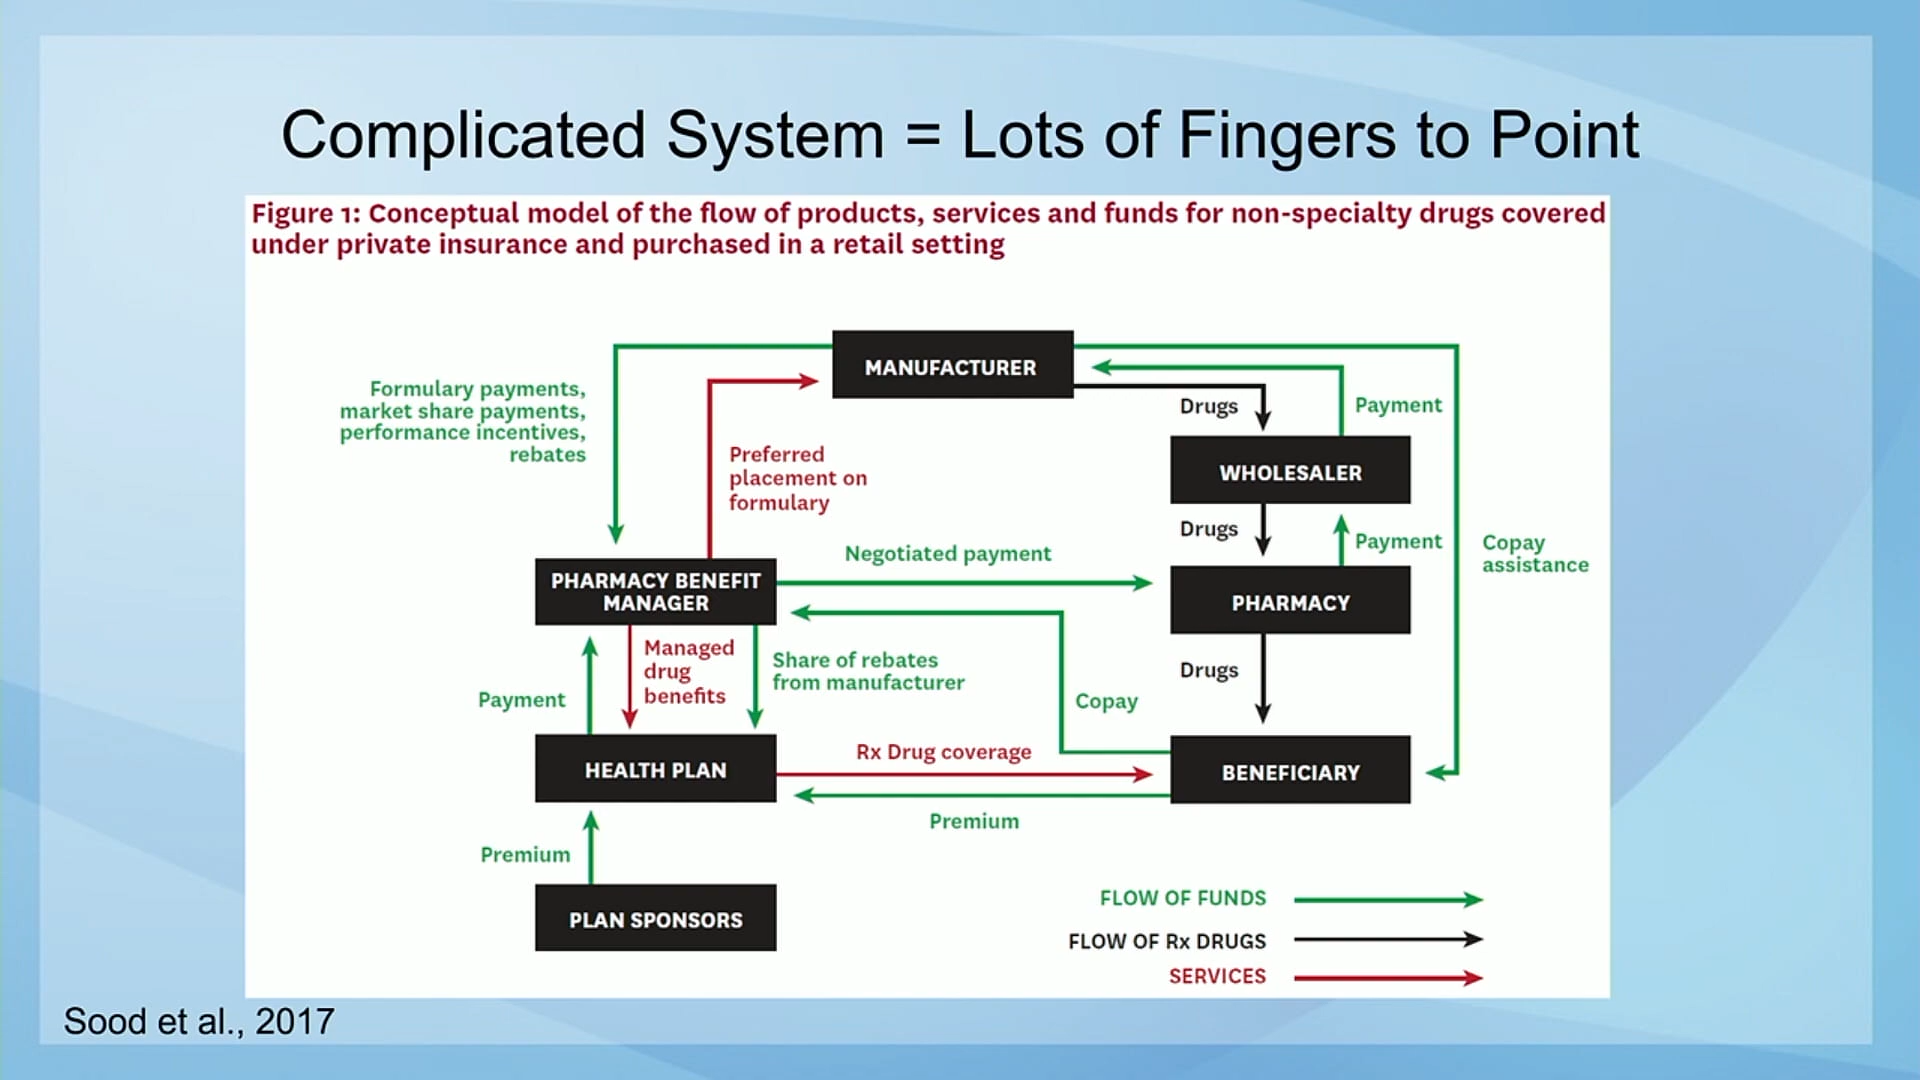 Complicated System = Lots of Fingers to Point
Figure 1: Conceptual model of the flow of products, services and funds for non-specialty drugs covered
under private insurance and purchased in a retail setting
MANUFACTURER
Formulary payments,
market share payments,
performance incentives,
rebates
Preferred
placement on
formulary
Drugs
Payment
WHOLESALER
Drugs
Payment
Copay
assistance
Negotiated payment
PHARMACY BENEFIT
MANAGER
PHARMACY
Managed
drug
benefits
Share of rebates
from manufacturer
Payment
Copay
Drugs
HEALTH PLAN
Rx Drug coverage
BENEFICIARY
Premium
Premium
PLAN SPONSORS
FLOW OF FUNDS
FLOW OF Rx DRUGS
SERVICES
Sood et al., 2017